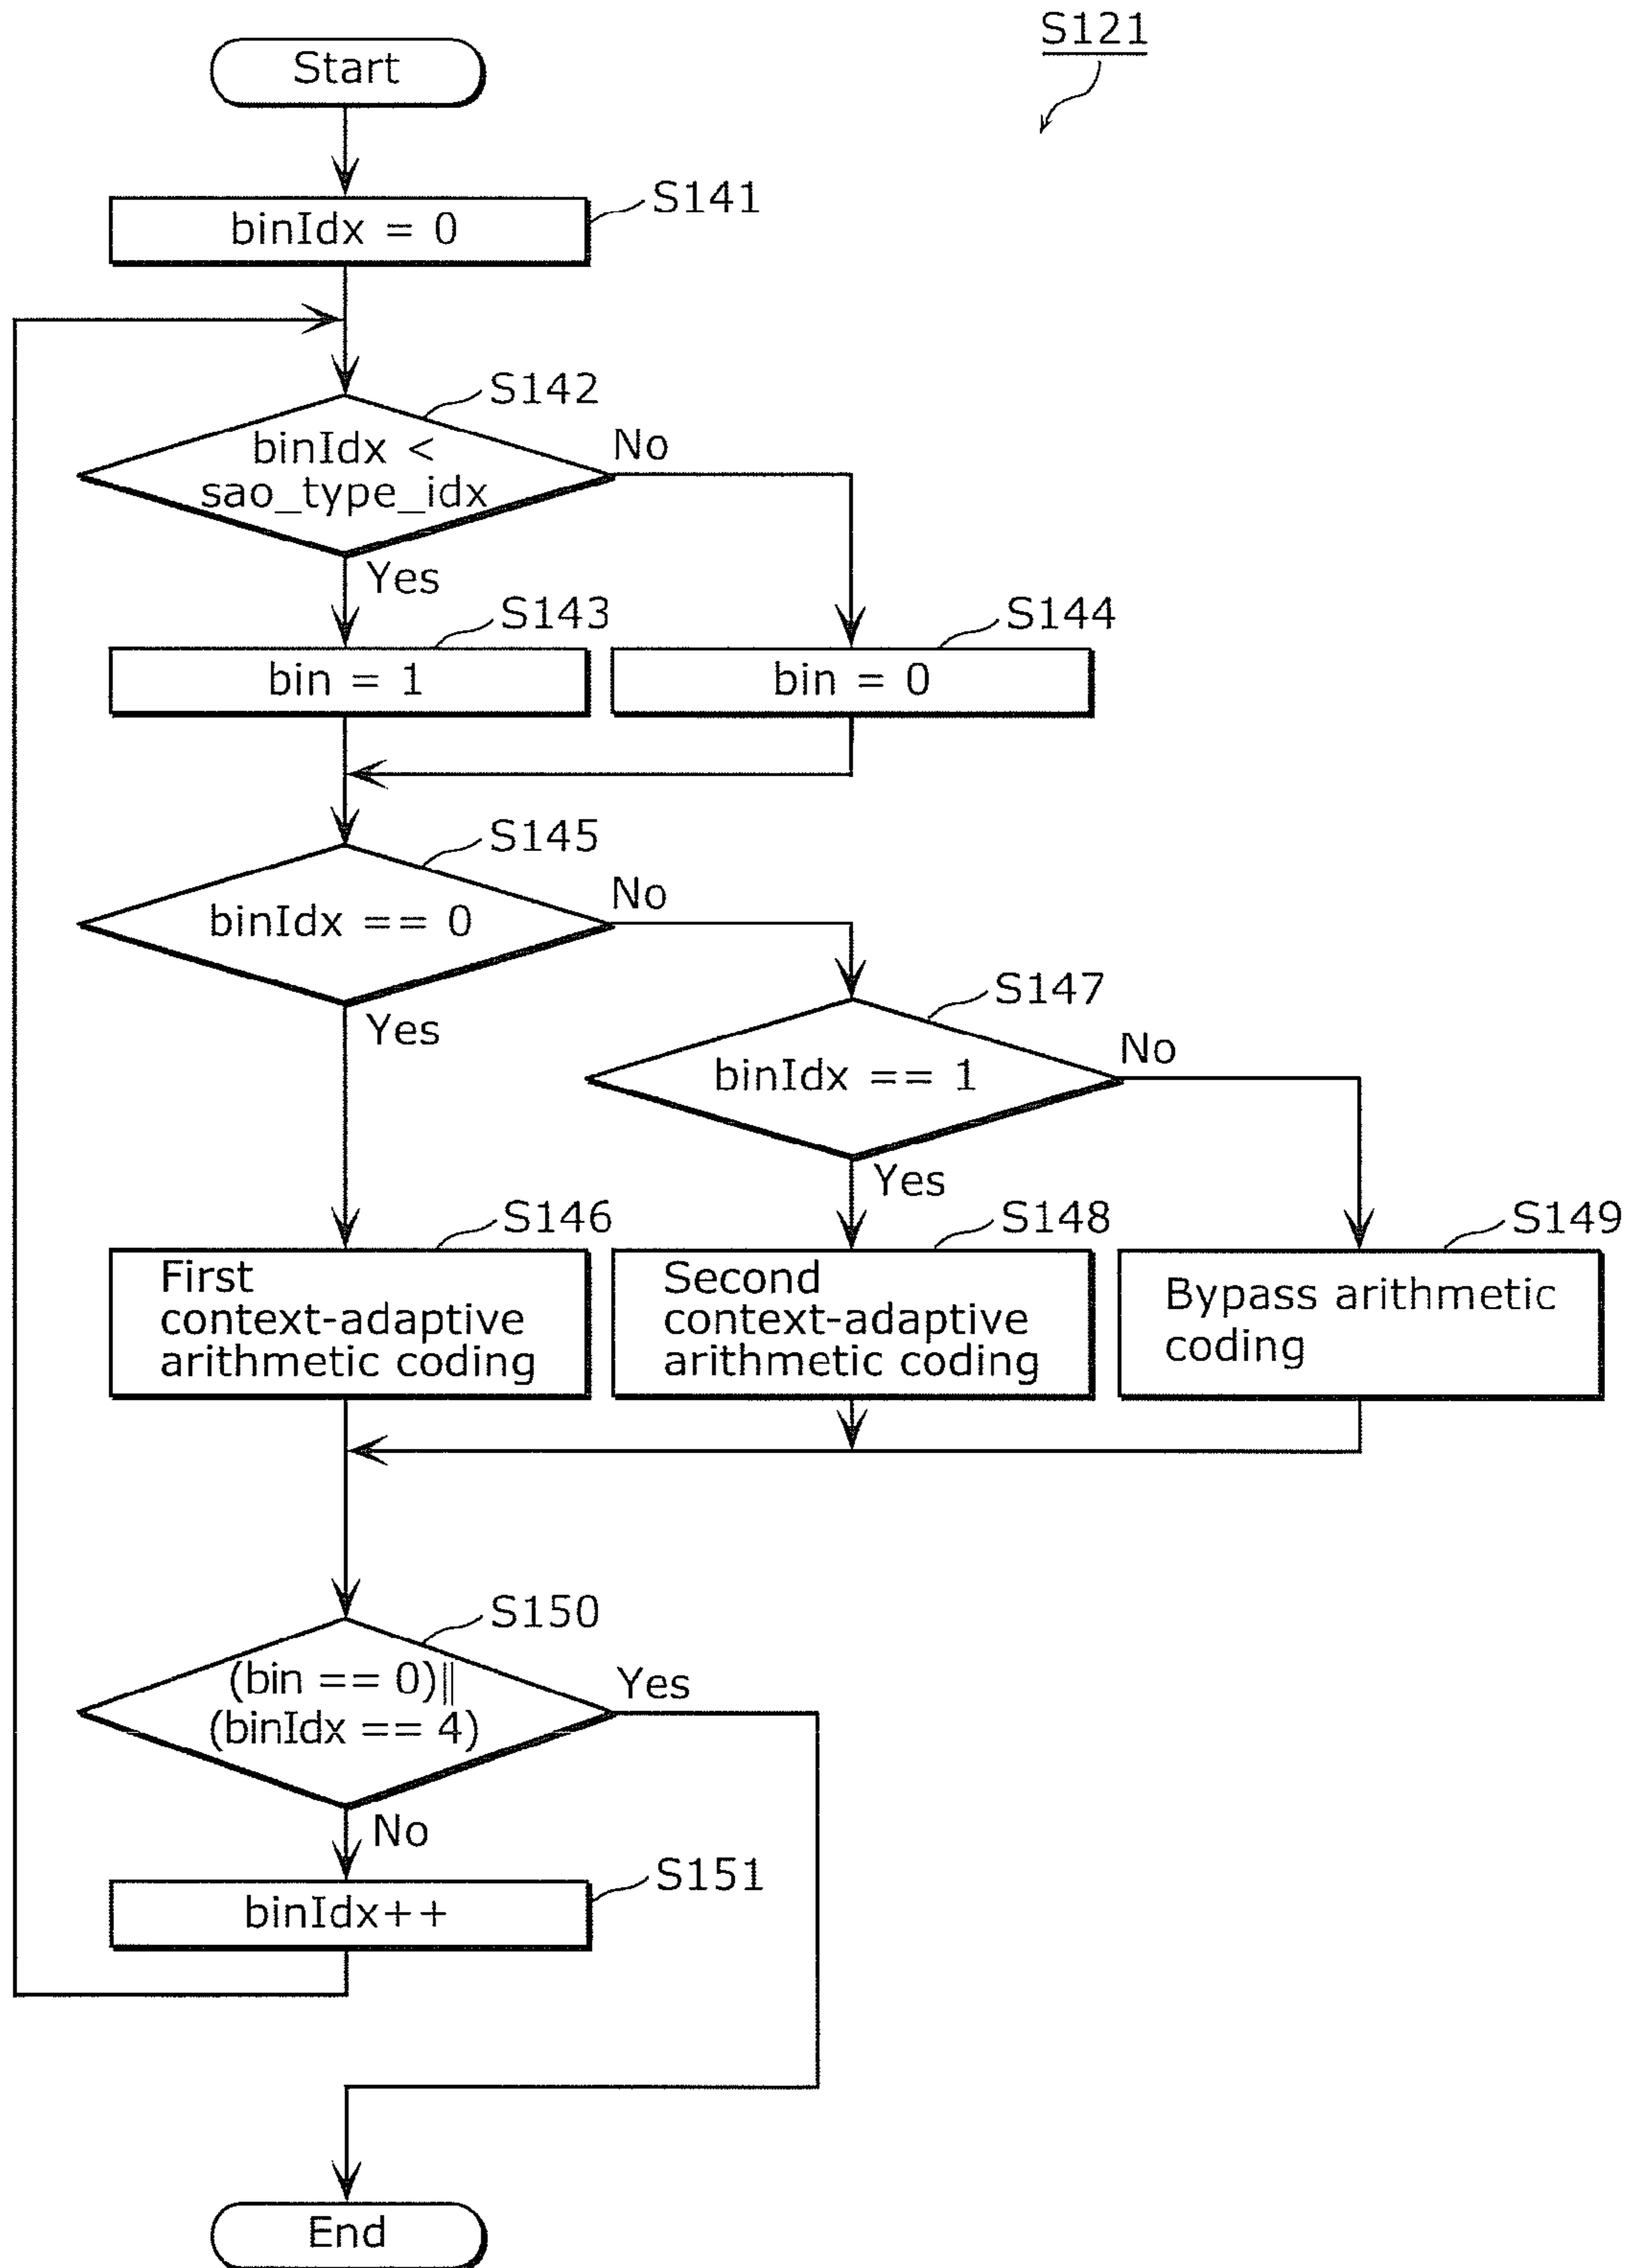 S121
Start
S141
binIdx = 0
S142
binIdx <
sao_type_idx
No
Yes
S143
bin = 1
S144
bin = 0
S145
binIdx == 0
No
Yes
S147
binIdx == 1
No
Yes
S146
First
context-adaptive
arithmetic coding
S148
Second
context-adaptive
arithmetic coding
S149
Bypass arithmetic
coding
S150
(bin == 0)||
(binIdx == 4)
Yes
No
S151
binIdx++
End